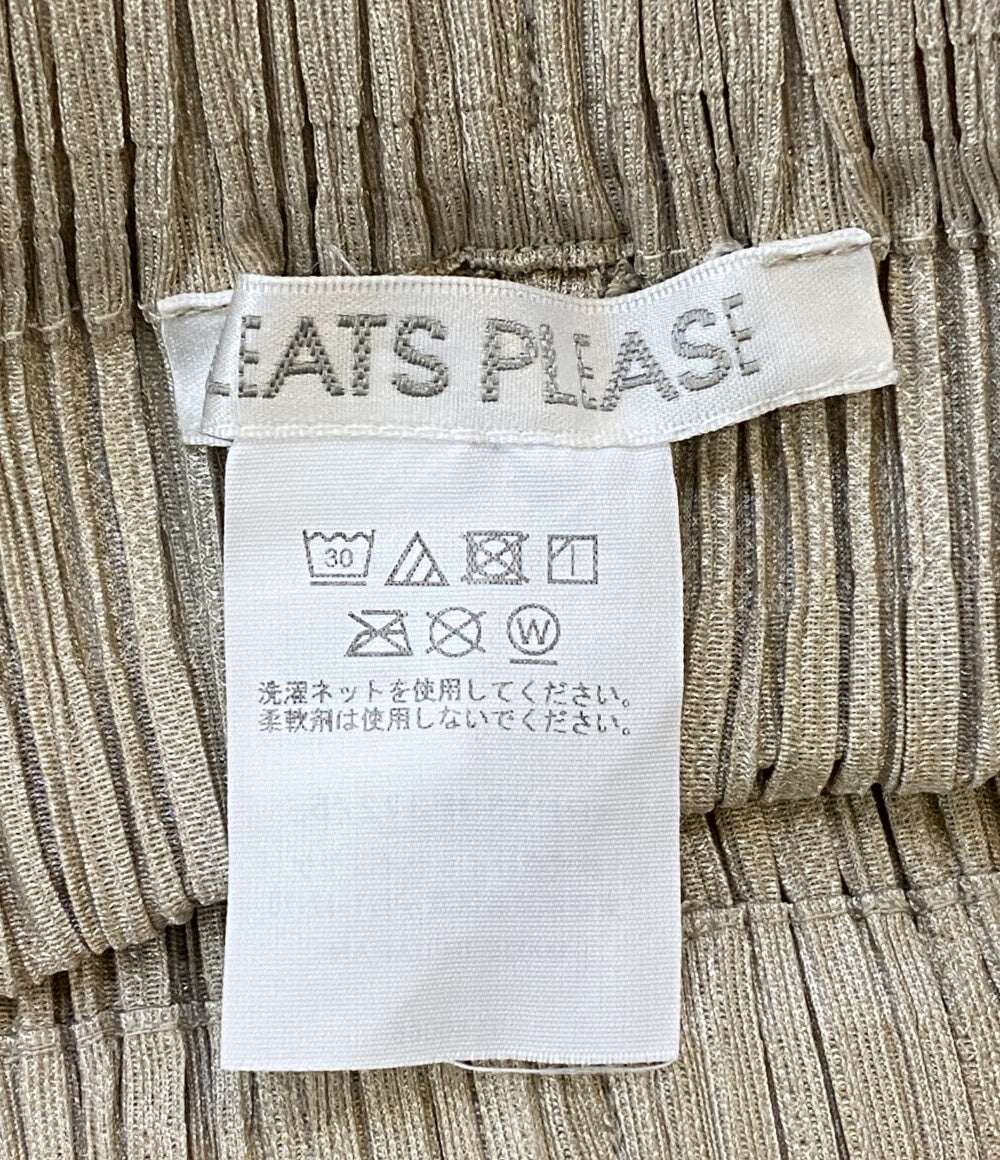 LEATS PLEASE
30
W
洗濯ネットを使用してください。
柔軟剤は使用しないでください。